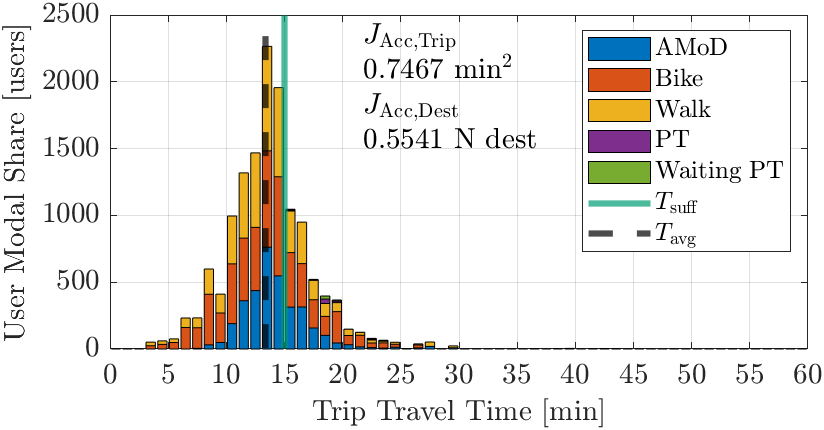 2500
2000
1500
1000
500
0
User Modal Share [users]
J_Acc,Trip
0.7467 min²
J_Acc,Dest
0.5541 N dest
AMoD
Bike
Walk
PT
Waiting PT
T_suff
T_avg
0 5 10 15 20 25 30 35 40 45 50 55 60
Trip Travel Time [min]